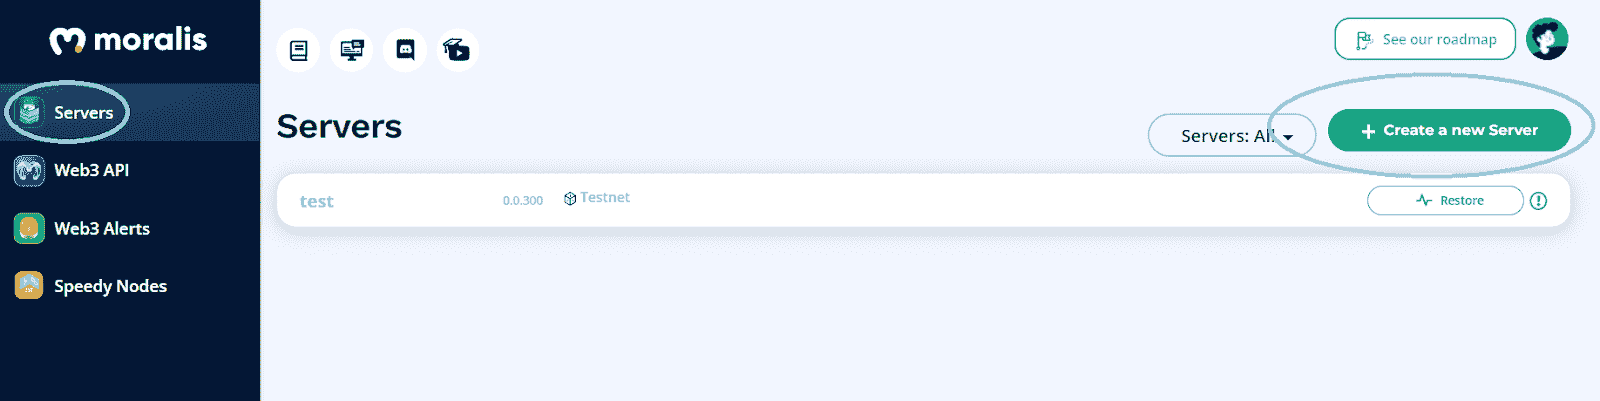 moralis
Servers
Web3 API
Web3 Alerts
Speedy Nodes
See our roadmap
Servers
Servers: All
+ Create a new Server
test
0.0.300
Testnet
Restore